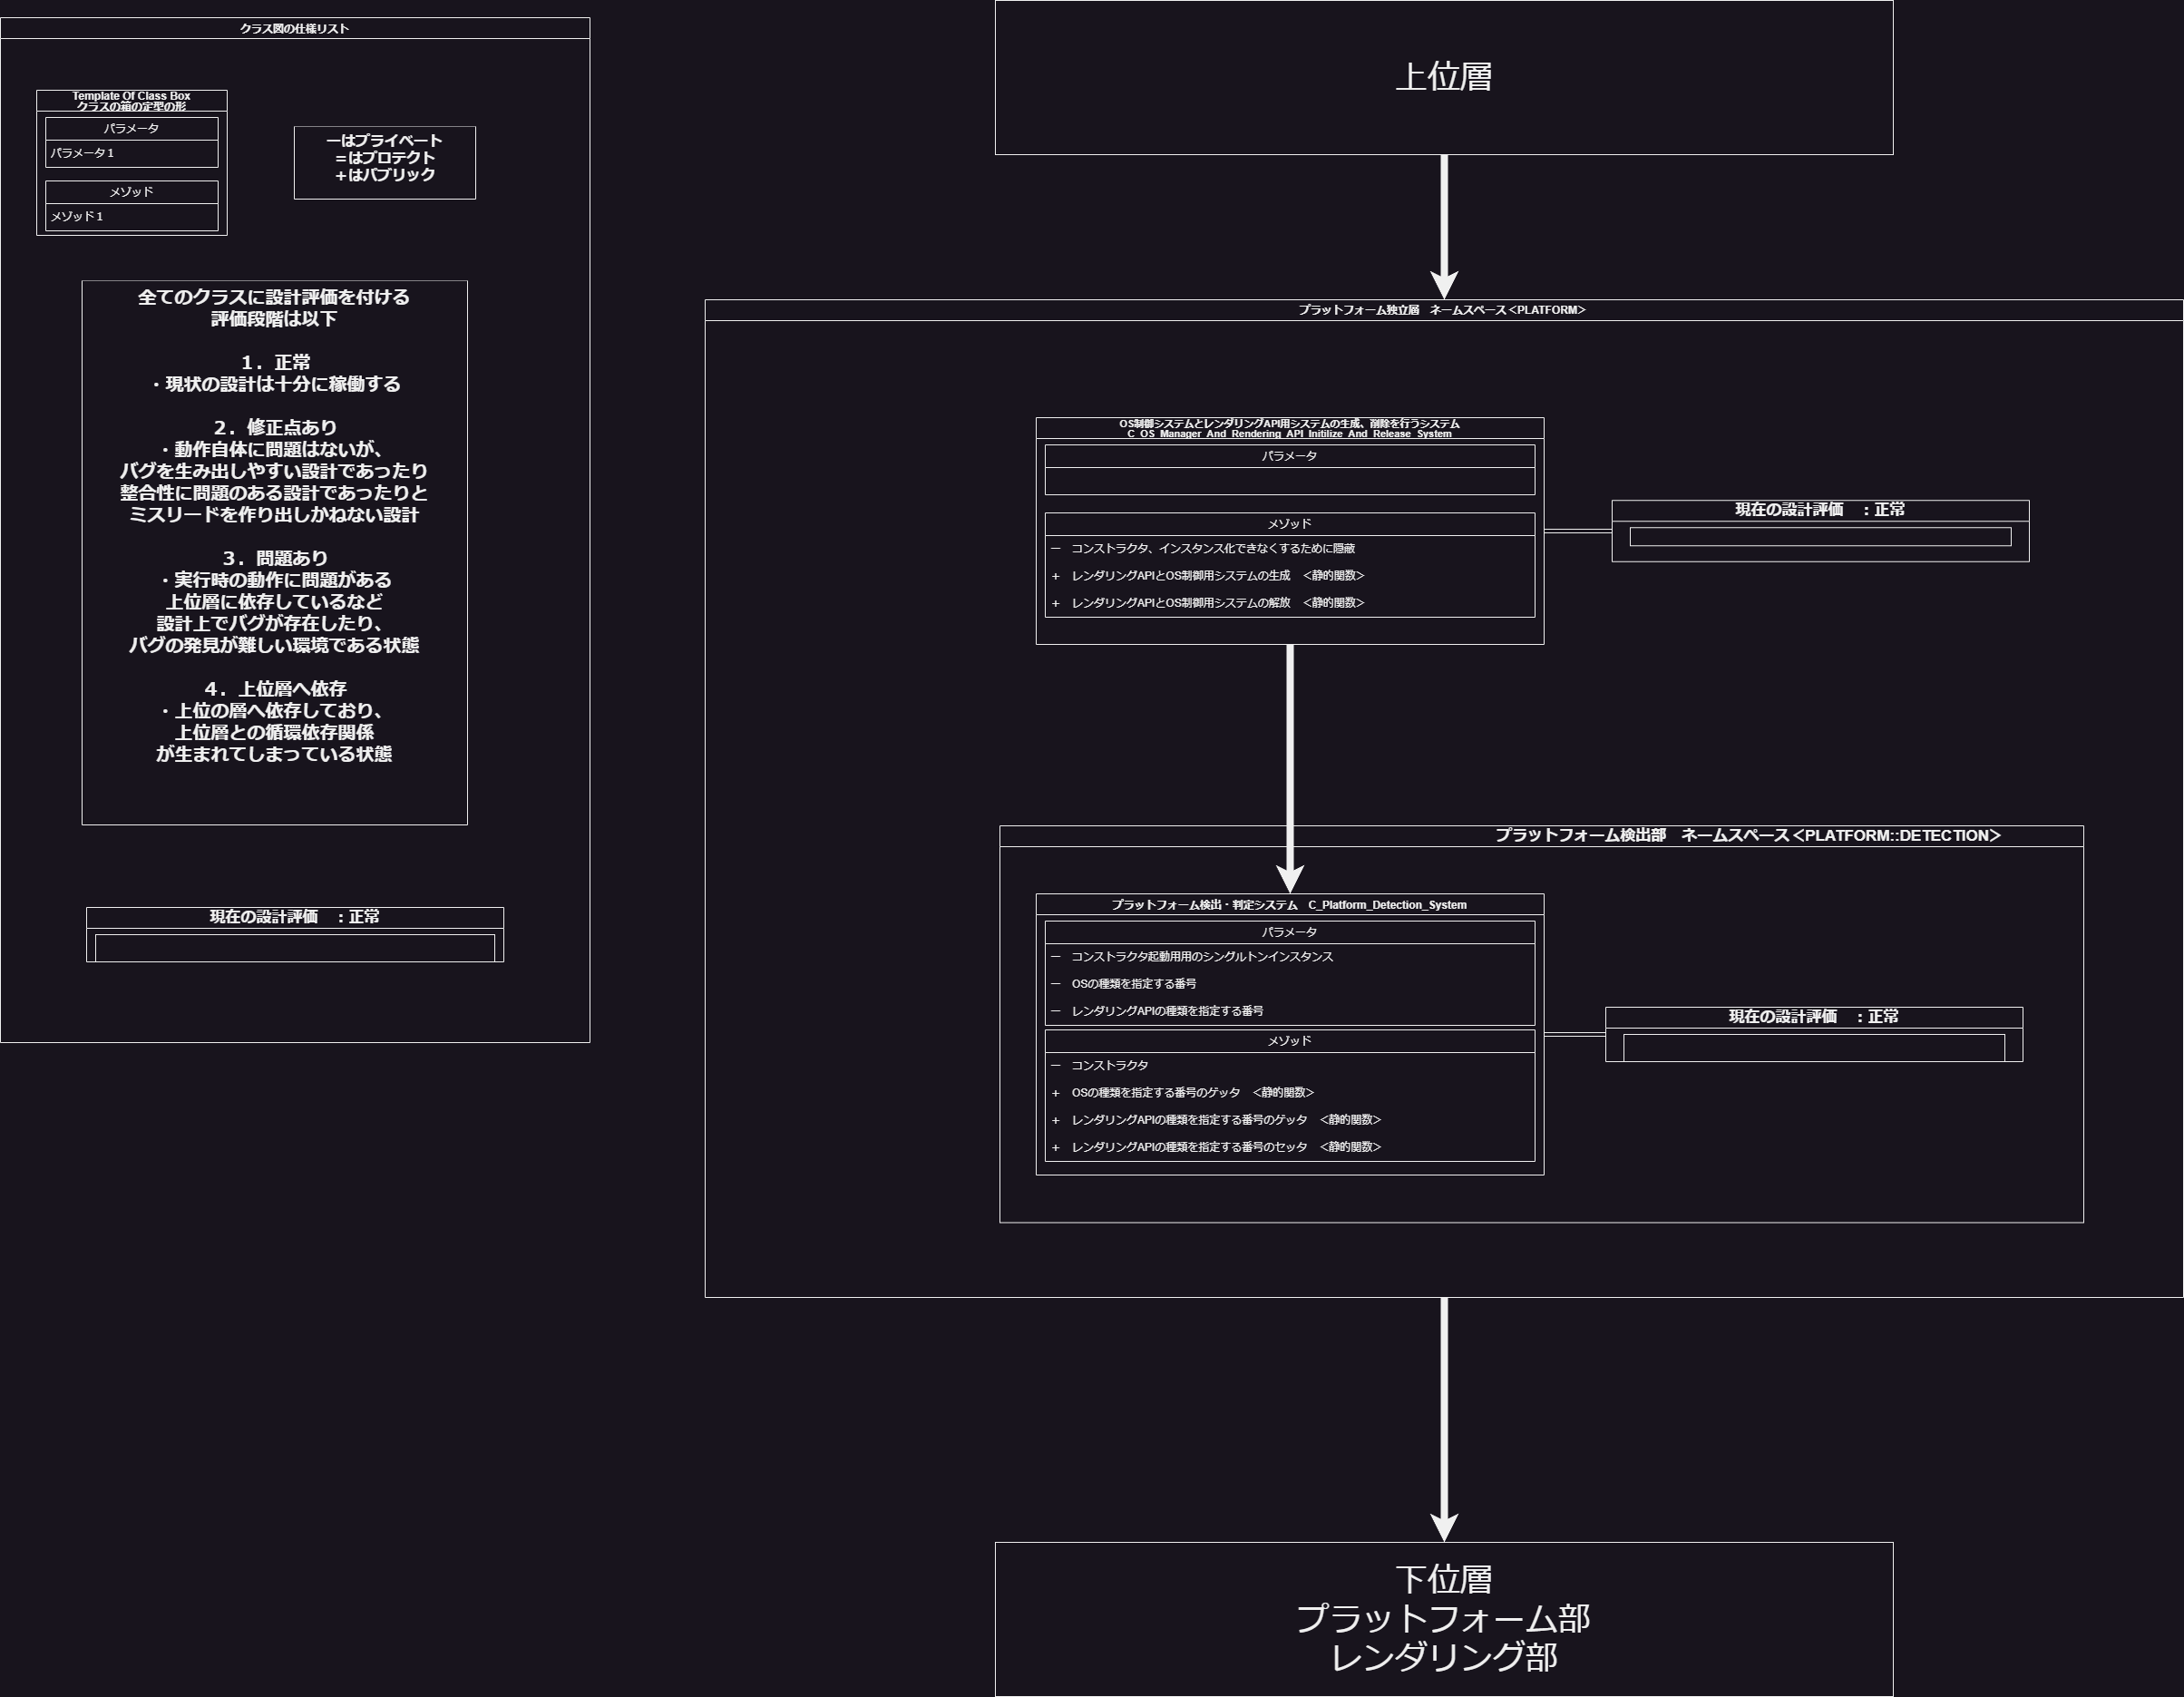 クラス図の仕様リスト
Template Of Class Box
クラスの箱の定型の形
パラメータ
パラメータ１
メゾッド
メゾッド１
－はプライベート
＝はプロテクト
＋はパブリック
全てのクラスに設計評価を付ける
評価段階は以下
１．正常
・現状の設計は十分に稼働する
２．修正点あり
・動作自体に問題はないが、
バグを生み出しやすい設計であったり
整合性に問題のある設計であったりと
ミスリードを作り出しかねない設計
３．問題あり
・実行時の動作に問題がある
上位層に依存しているなど
設計上でバグが存在したり、
バグの発見が難しい環境である状態
４．上位層へ依存
・上位の層へ依存しており、
上位層との循環依存関係
が生まれてしまっている状態
現在の設計評価　：正常
上位層
プラットフォーム独立層　ネームスペース＜PLATFORM＞
OS制御システムとレンダリングAPI用システムの生成、削除を行うシステム
C_OS_Manager_And_Rendering_API_Initilize_And_Release_System
パラメータ
メゾッド
－　コンストラクタ、インスタンス化できなくするために隠蔽
＋　レンダリングAPIとOS制御用システムの生成　＜静的関数＞
＋　レンダリングAPIとOS制御用システムの解放　＜静的関数＞
現在の設計評価　：正常
プラットフォーム検出部　ネームスペース＜PLATFORM::DETECTION＞
プラットフォーム検出・判定システム　C_Platform_Detection_System
パラメータ
－　コンストラクタ起動用用のシングルトンインスタンス
－　OSの種類を指定する番号
－　レンダリングAPIの種類を指定する番号
メゾッド
－　コンストラクタ
＋　OSの種類を指定する番号のゲッタ　＜静的関数＞
＋　レンダリングAPIの種類を指定する番号のゲッタ　＜静的関数＞
＋　レンダリングAPIの種類を指定する番号のセッタ　＜静的関数＞
現在の設計評価　：正常
下位層
プラットフォーム部
レンダリング部